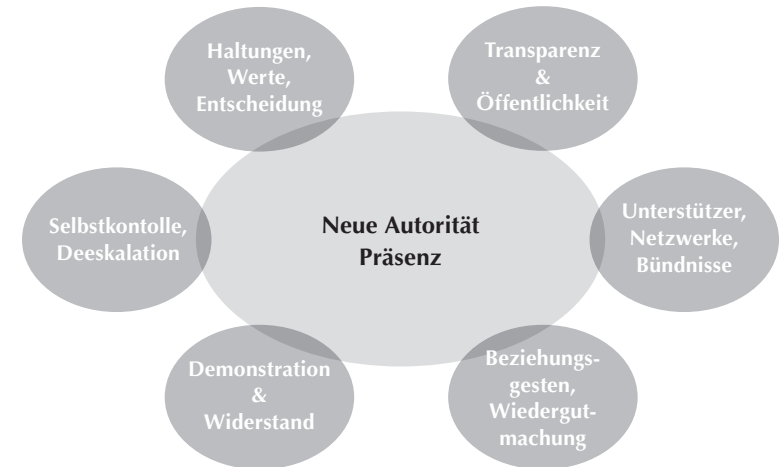 Haltungen,
Werte,
Entscheidung
Transparenz
&
Öffentlichkeit
Selbstkontolle,
Deeskalation
Neue Autorität
Präsenz
Unterstützer,
Netzwerke,
Bündnisse
Demonstration
&
Widerstand
Beziehungs-
gesten,
Wiedergut-
machung